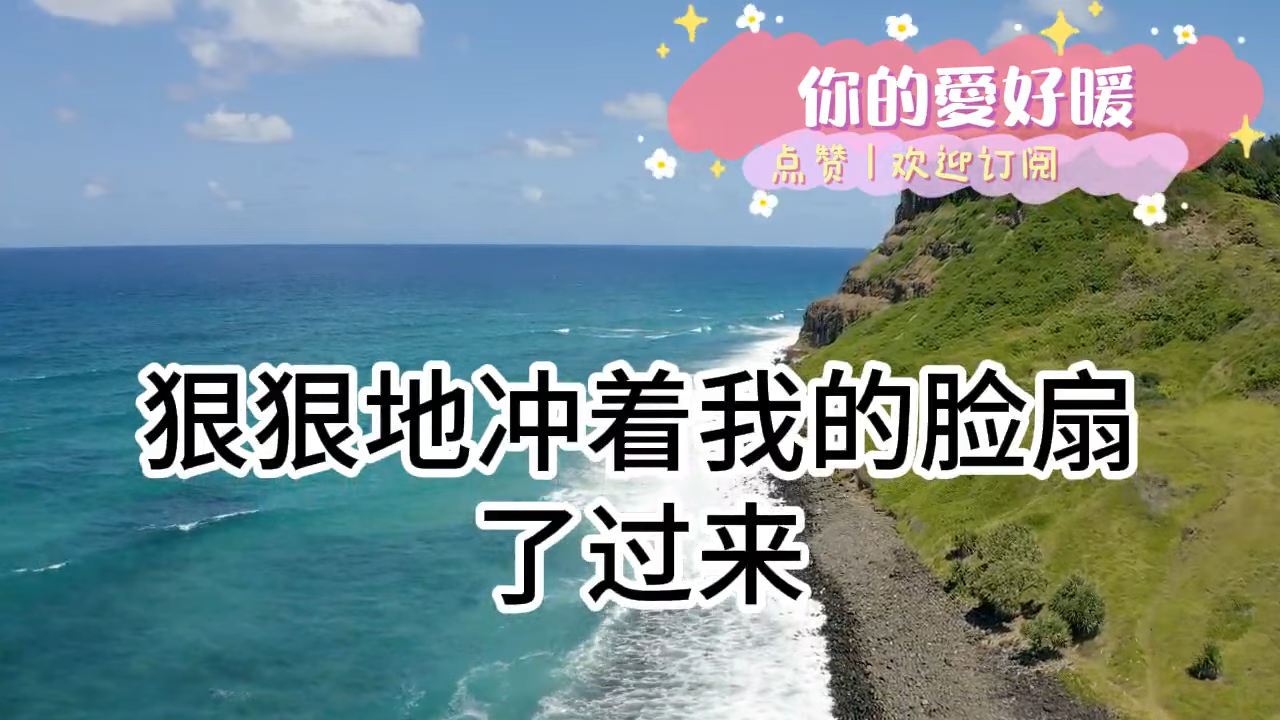 你的愛好暖
点赞 | 欢迎订阅
狠狠地冲着我的脸扇
了过来